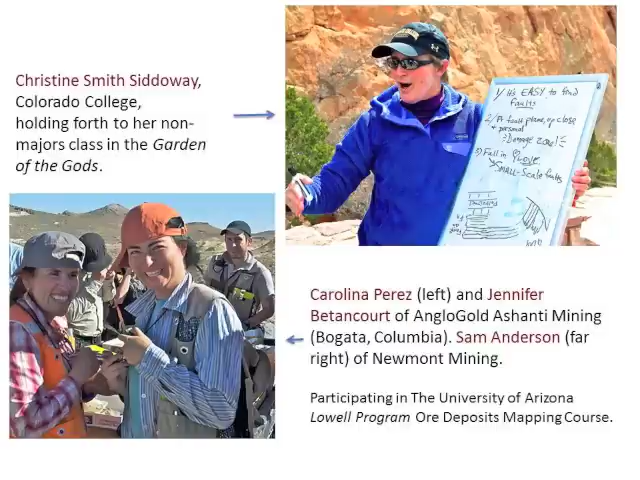 Christine Smith Siddoway,
Colorado College,
holding forth to her non-
majors class in the Garden
of the Gods.
1/ It's EASY to find
Faults
2/ A fault plane, up close
+ personal
Damage zone!
3) Fall in Plove
SMALL-Scale faults
Carolina Perez (left) and Jennifer
Betancourt of AngloGold Ashanti Mining
(Bogata, Columbia). Sam Anderson (far
right) of Newmont Mining.
Participating in The University of Arizona
Lowell Program Ore Deposits Mapping Course.